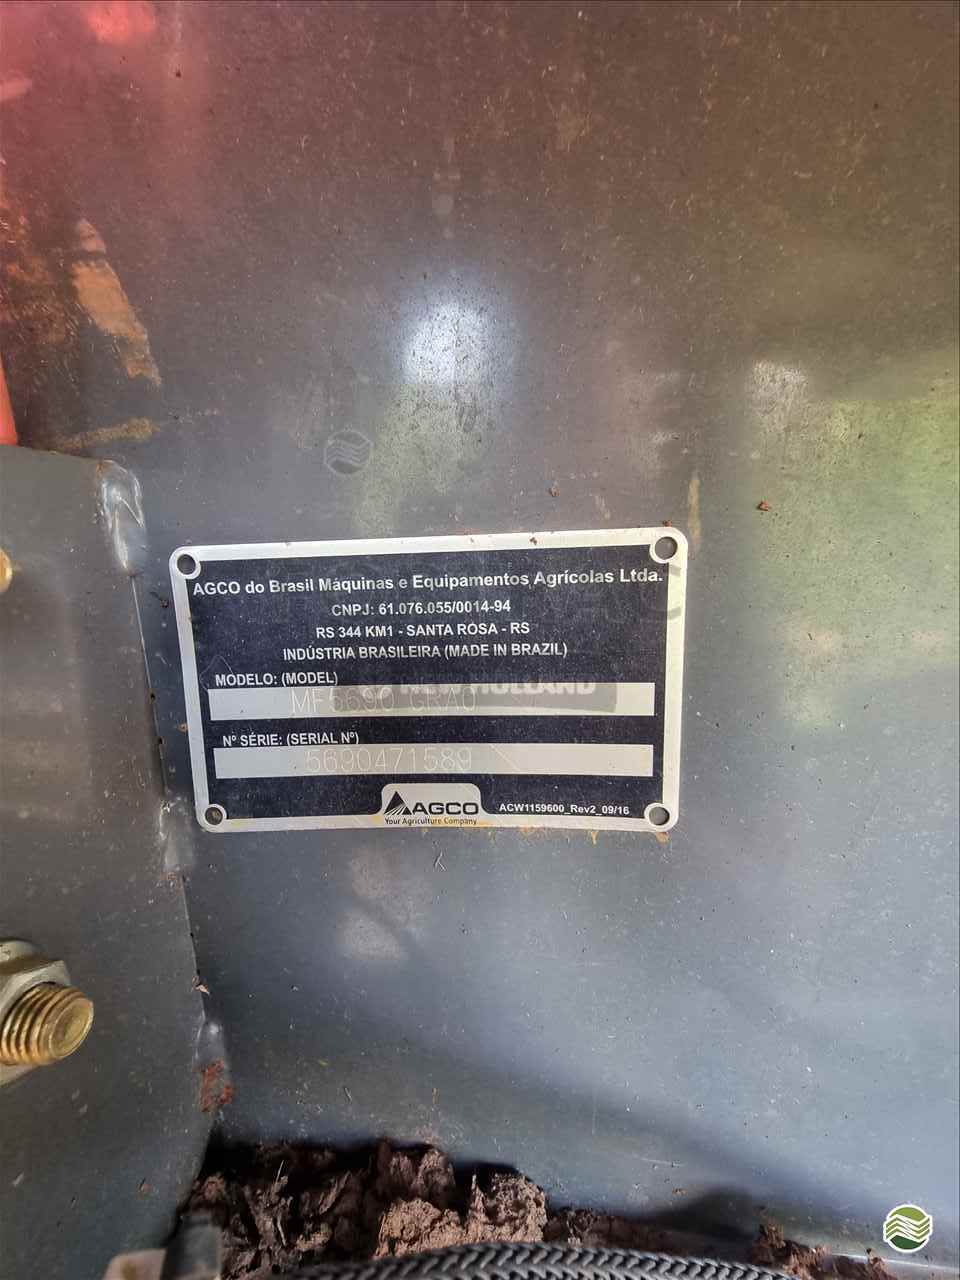 AGCO do Brasil Máquinas e Equipamentos Agrícolas Ltda.
CNPJ: 61.076.055/0014-94
RS 344 KM1 - SANTA ROSA - RS
INDÚSTRIA BRASILEIRA (MADE IN BRAZIL)
MODELO: (MODEL)
NEW HOLLAND
MF5690 GRAO
Nº SÉRIE: (SERIAL Nº)
5690471589
AGCO
Your Agriculture Company
ACW1159600_Rev2_09/16